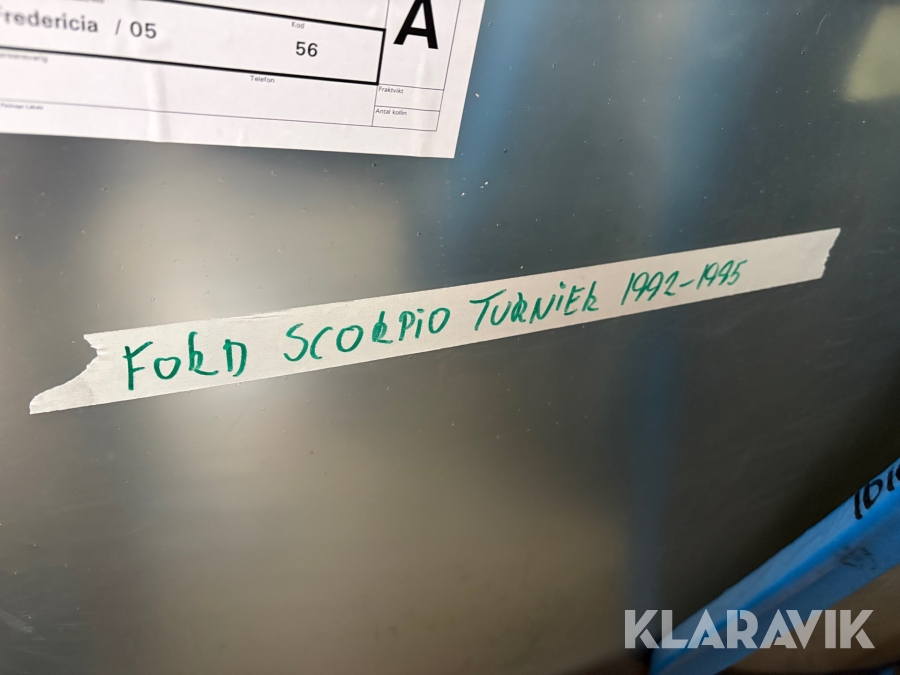 Fredericia / 05
Kod
56
A
Telefon
Fraktvikt
Antal kollin
FORD SCORPIO TURNIER 1992-1995
KLARAVIK